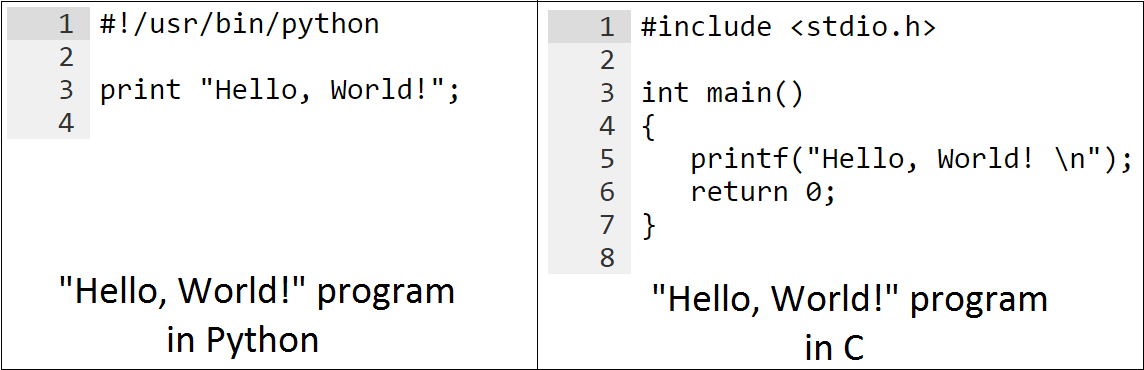 1 #!/usr/bin/python
2
3 print "Hello, World!";
4
"Hello, World!" program
in Python
1 #include <stdio.h>
2
3 int main()
4 {
5    printf("Hello, World! \n");
6    return 0;
7 }
8
"Hello, World!" program
in C